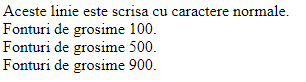 Aceste linie este scrisa cu caractere normale.
Fonturi de grosime 100.
Fonturi de grosime 500.
Fonturi de grosime 900.